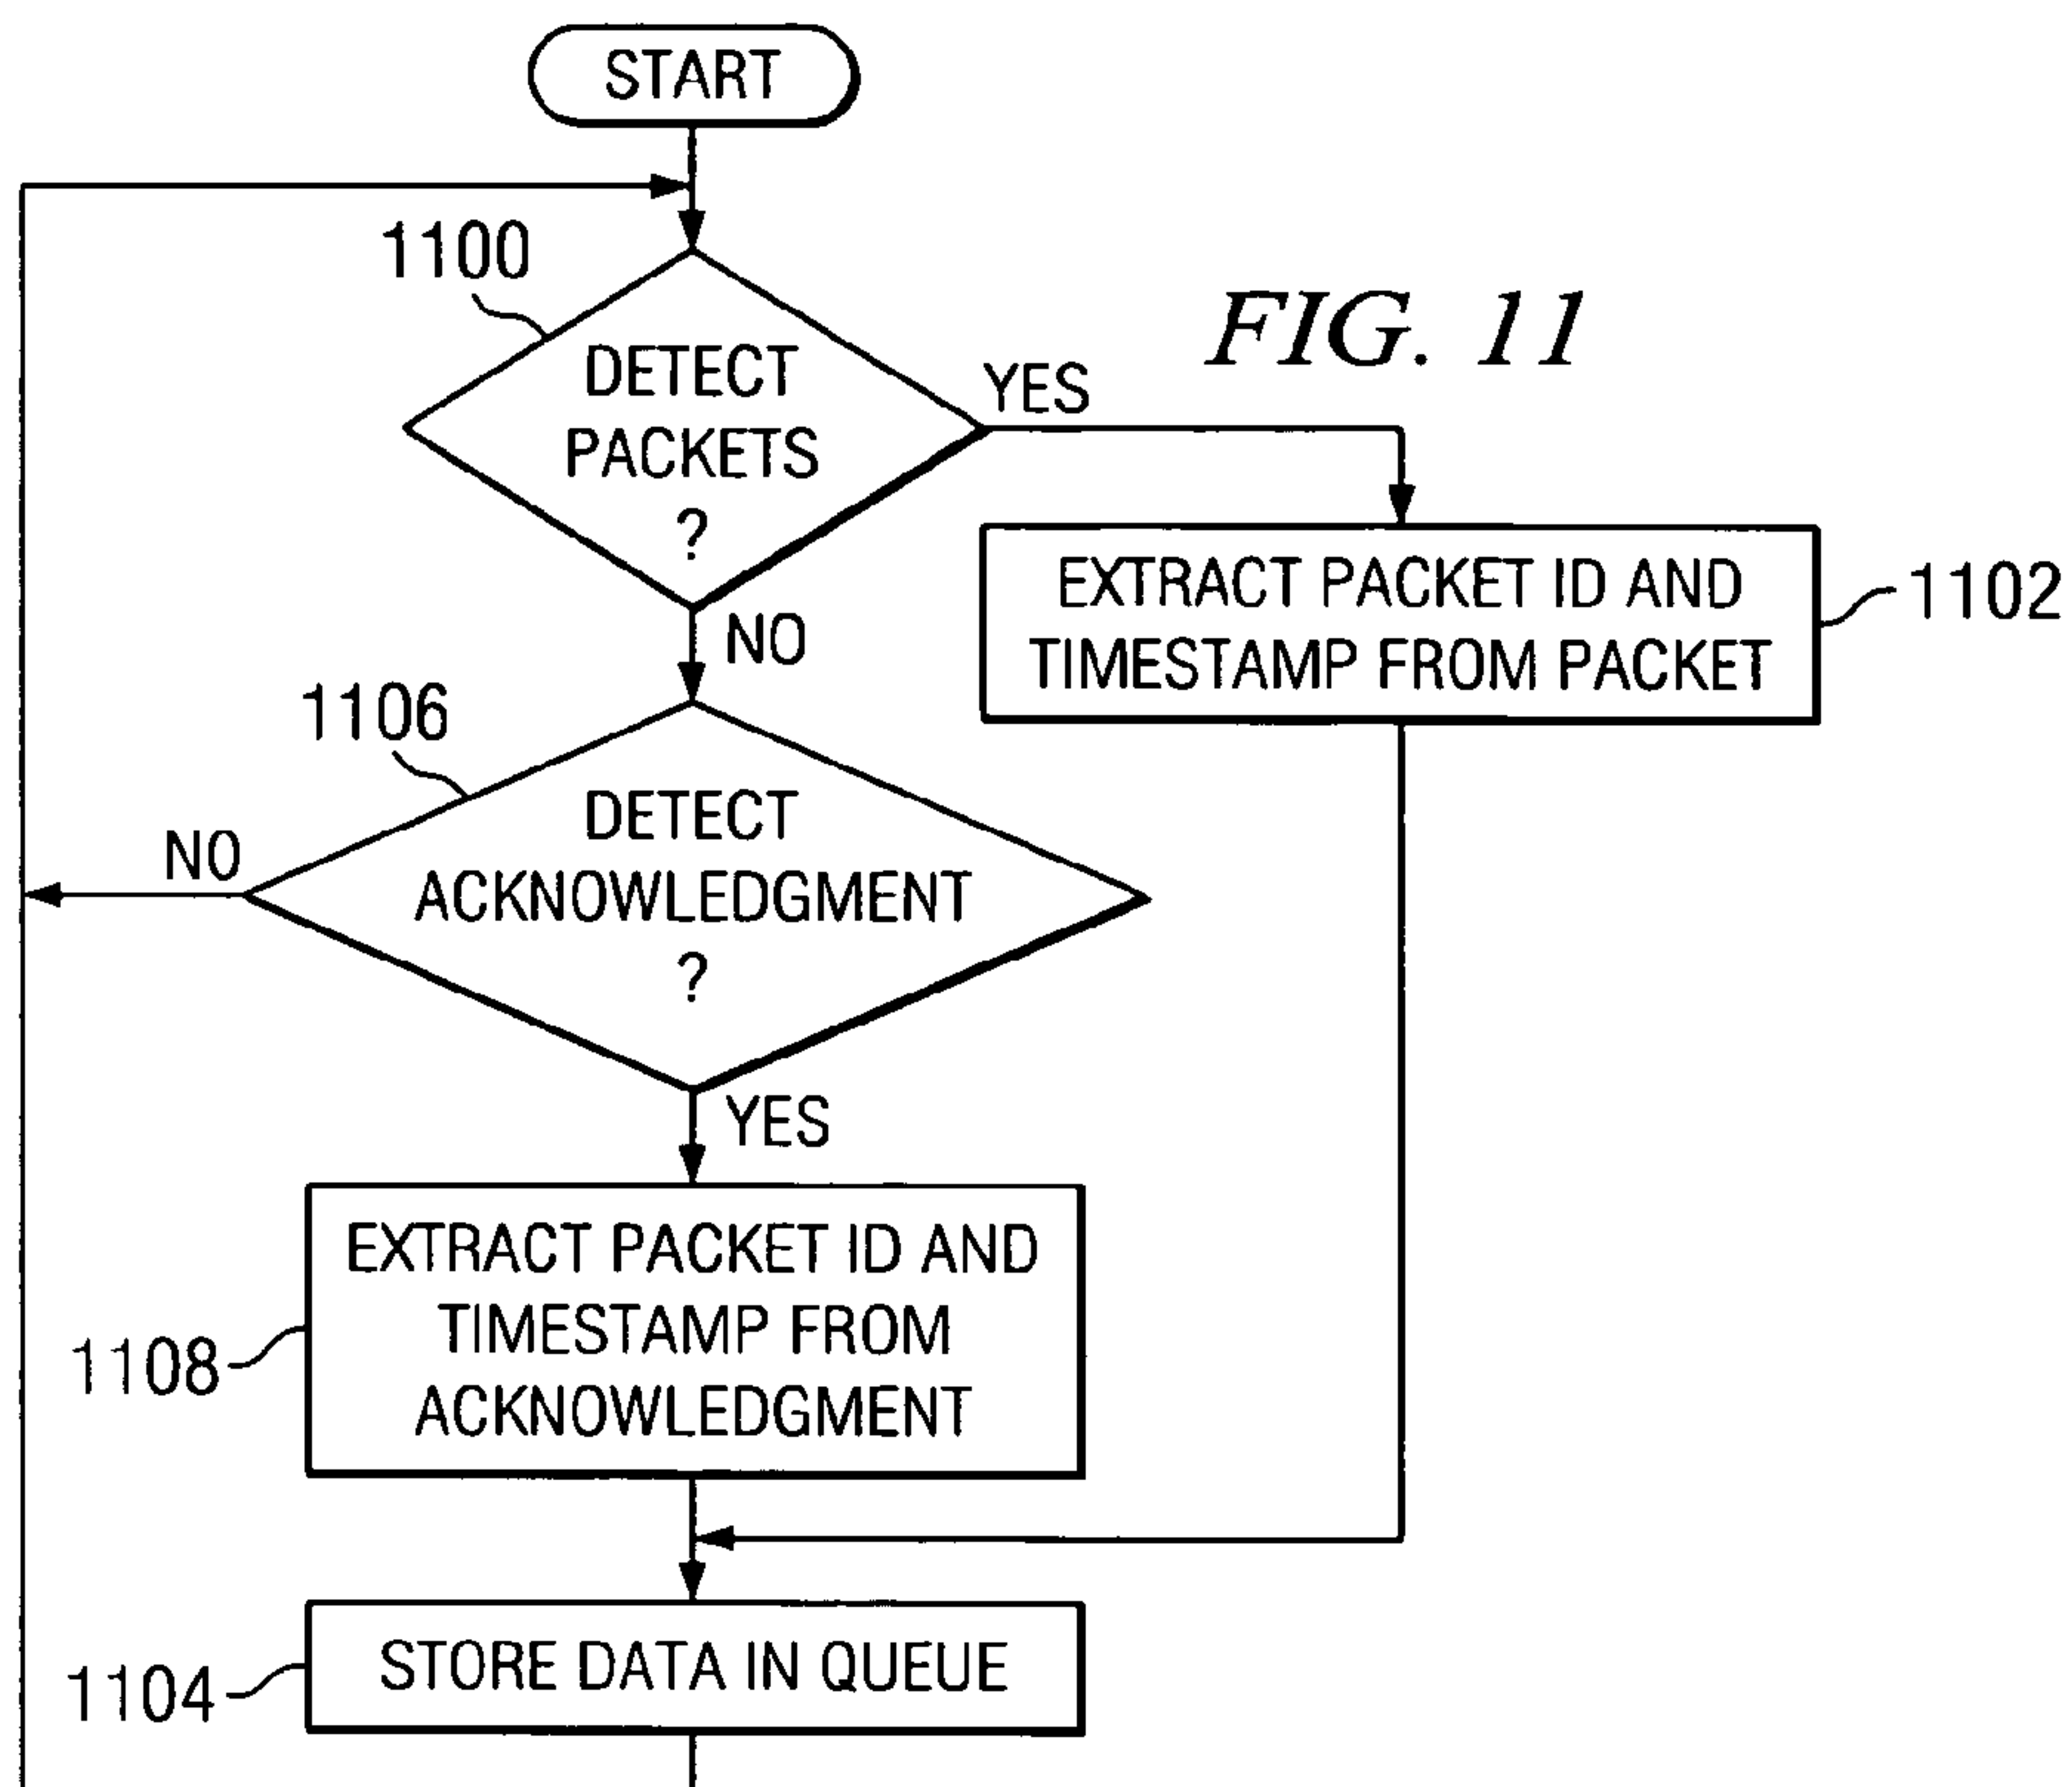 START
1100
FIG. 11
DETECT
PACKETS
?
YES
NO
EXTRACT PACKET ID AND
TIMESTAMP FROM PACKET
1102
1106
DETECT
ACKNOWLEDGMENT
?
NO
YES
EXTRACT PACKET ID AND
TIMESTAMP FROM
ACKNOWLEDGMENT
1108
STORE DATA IN QUEUE
1104